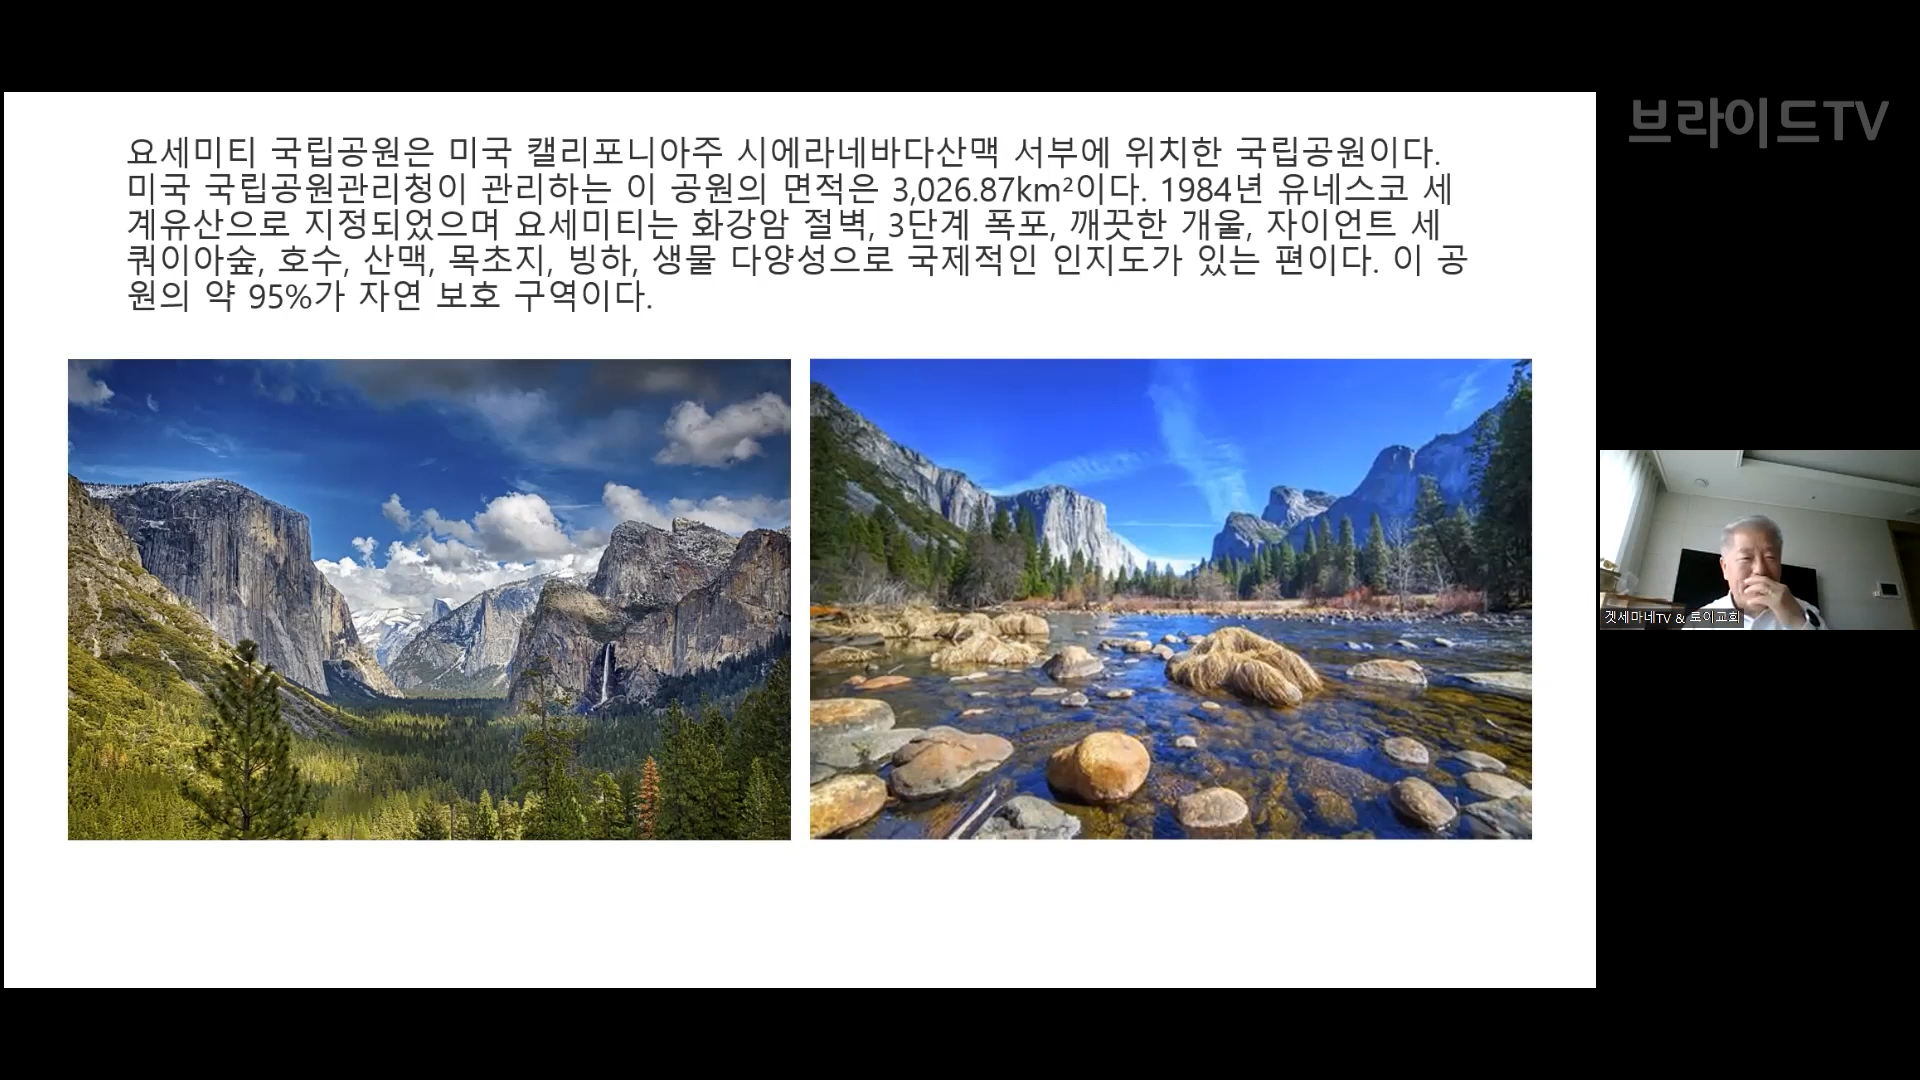 요세미티 국립공원은 미국 캘리포니아주 시에라네바다산맥 서부에 위치한 국립공원이다.
미국 국립공원관리청이 관리하는 이 공원의 면적은 3,026.87km²이다. 1984년 유네스코 세
계유산으로 지정되었으며 요세미티는 화강암 절벽, 3단계 폭포, 깨끗한 개울, 자이언트 세
쿼이아숲, 호수, 산맥, 목초지, 빙하, 생물 다양성으로 국제적인 인지도가 있는 편이다. 이 공
원의 약 95%가 자연 보호 구역이다.
브라이드TV
겟세마네TV & 로이교회